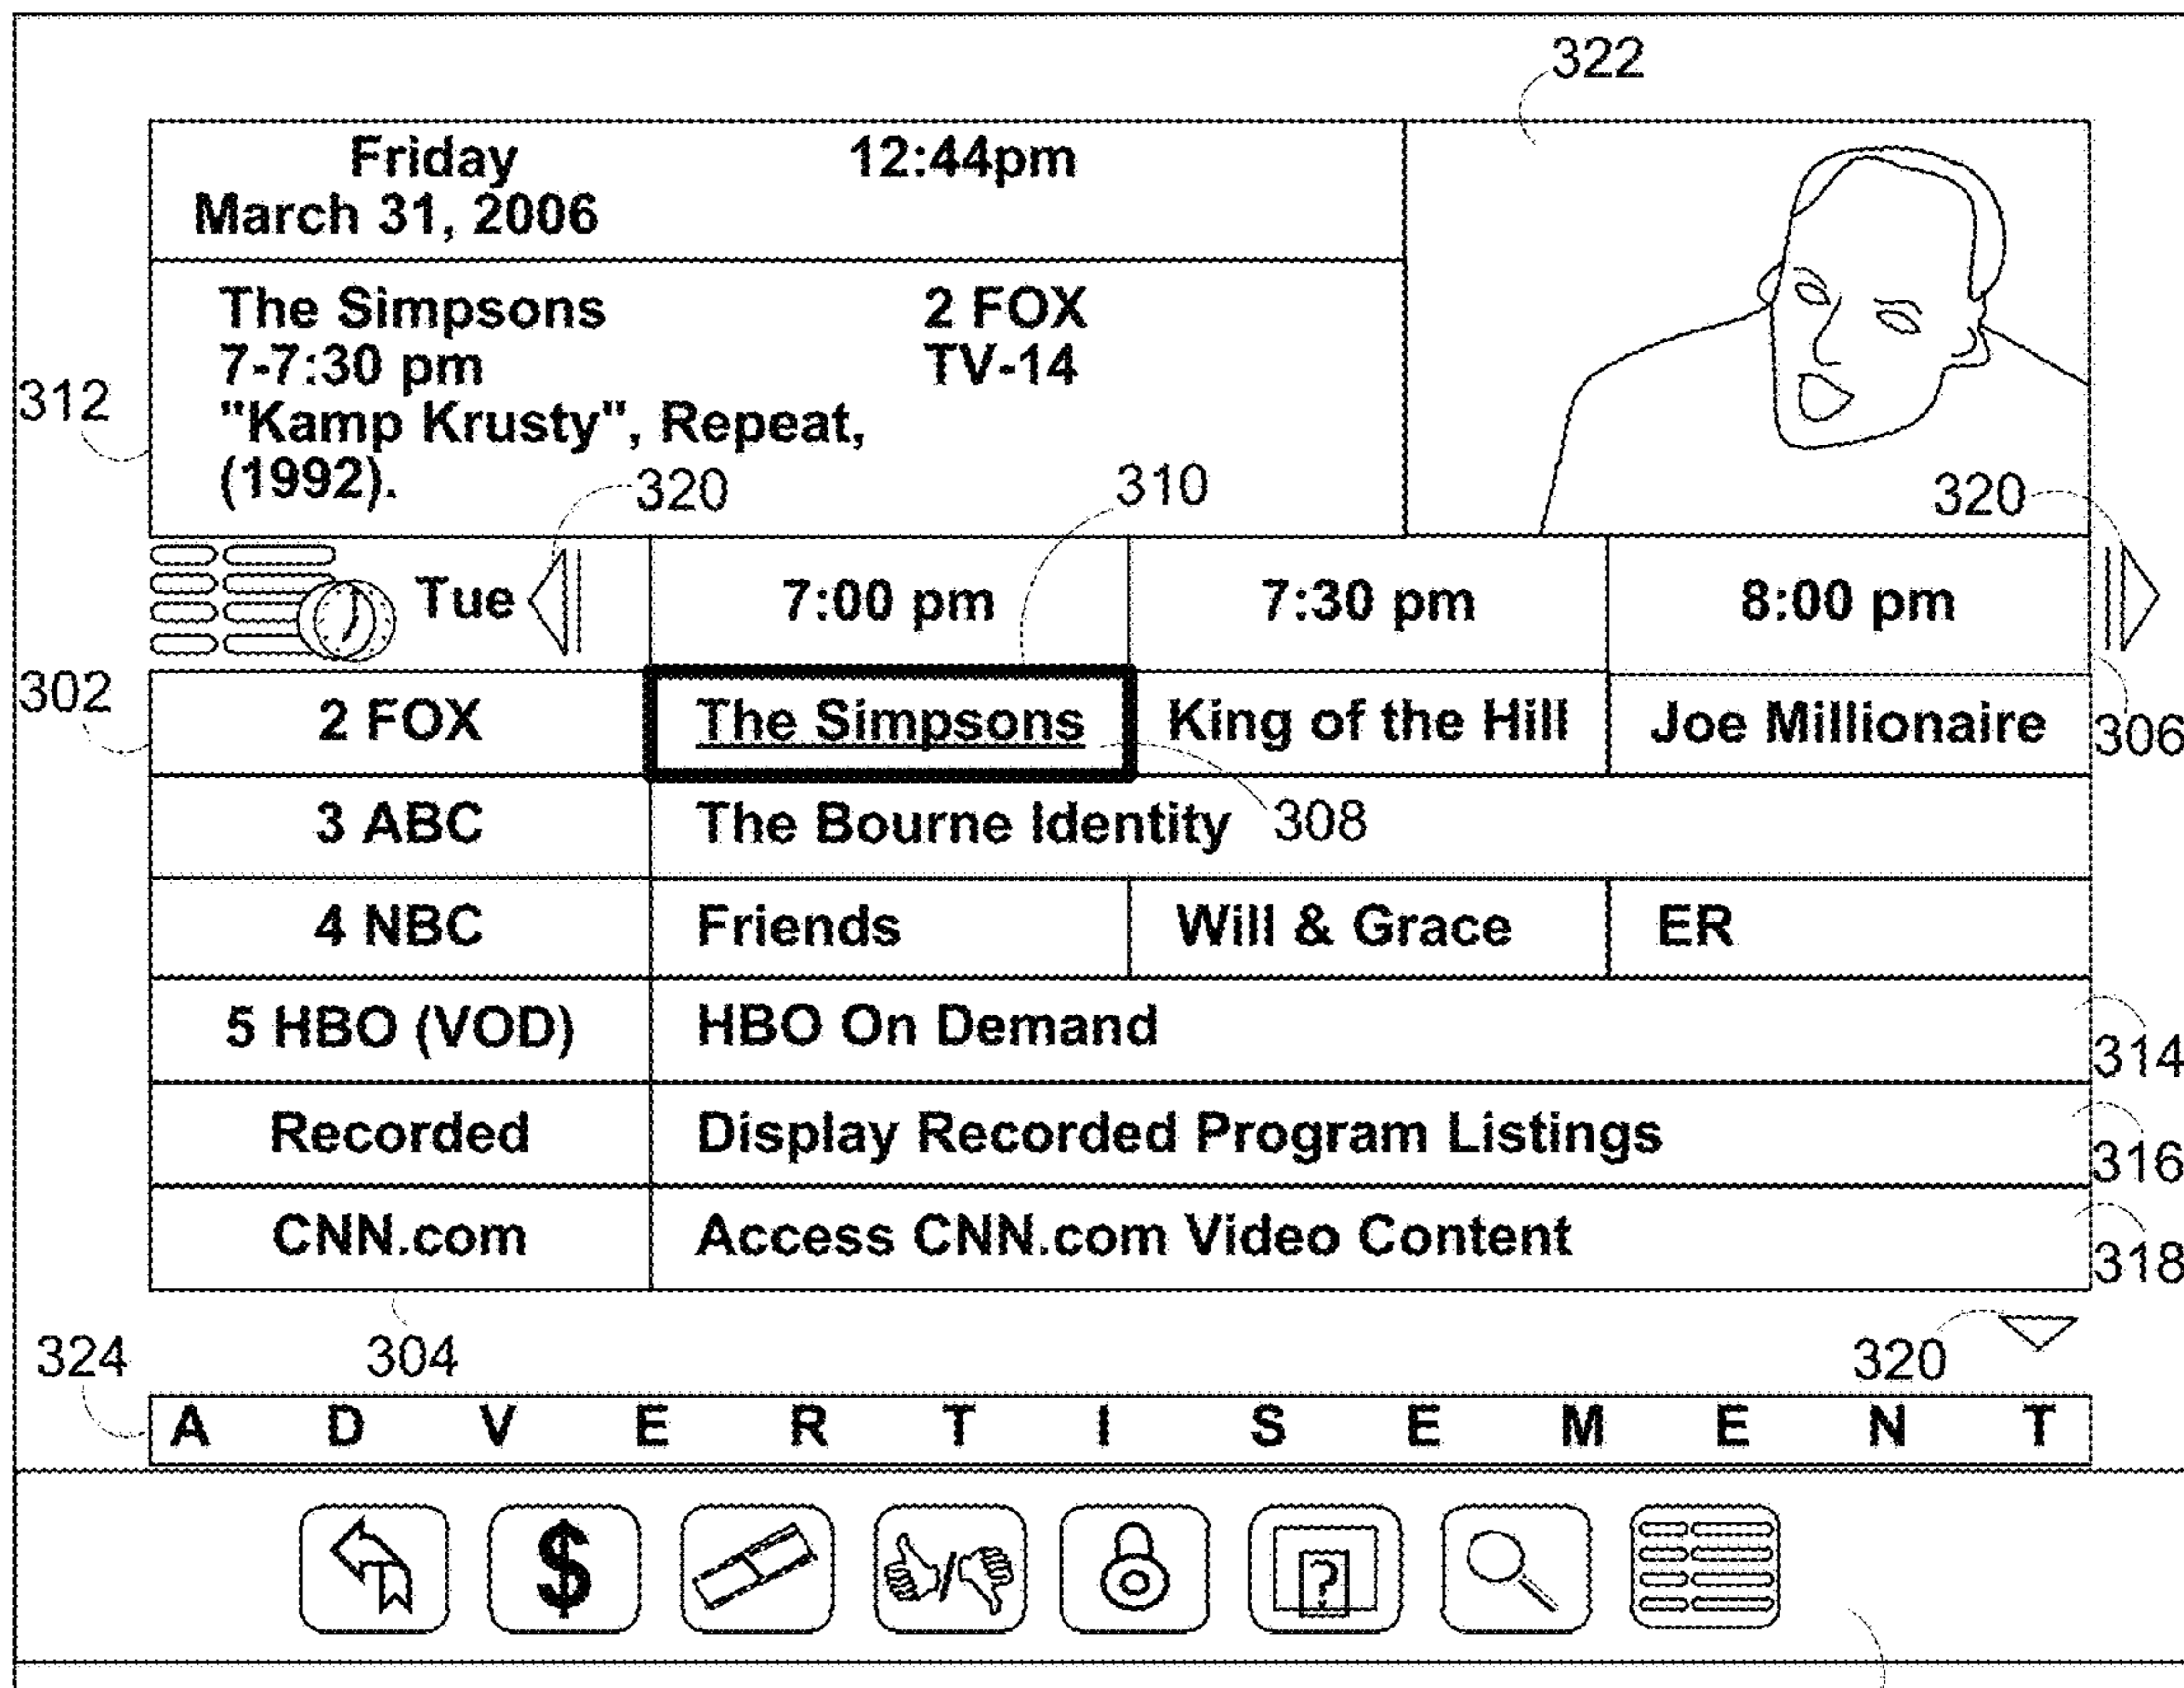 322
Friday 12:44pm
March 31, 2006
The Simpsons 2 FOX
7-7:30 pm TV-14
312
"Kamp Krusty", Repeat,
(1992).
320 310 320
Tue 7:00 pm 7:30 pm 8:00 pm
302
2 FOX The Simpsons King of the Hill Joe Millionaire
306
3 ABC The Bourne Identity 308
4 NBC Friends Will & Grace ER
5 HBO (VOD) HBO On Demand
314
Recorded Display Recorded Program Listings
316
CNN.com Access CNN.com Video Content
318
324 304 320
A D V E R T I S E M E N T
$ / ?